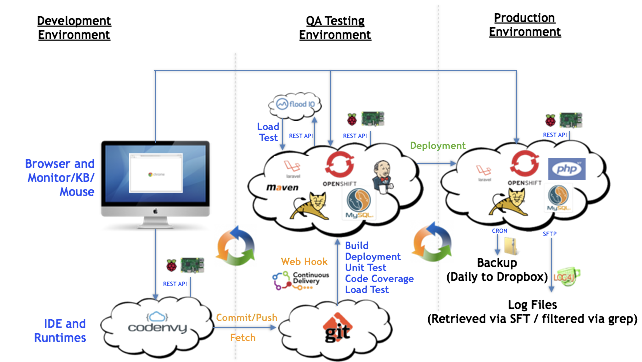 Development
Environment
QA Testing
Environment
Production
Environment
flood IO
Load
Test
REST API
REST API
REST API
Deployment
Browser and
Monitor/KB/
Mouse
laravel
OPENSHIFT
maven
MySQL
laravel
OPENSHIFT
php
MySQL
CRON
SFTP
Backup
(Daily to Dropbox)
LOG
Log Files
(Retrieved via SFT / filtered via grep)
Web Hook
Continuous
Delivery
Build
Deployment
Unit Test
Code Coverage
Load Test
REST API
IDE and
Runtimes
codenvy
Commit/Push
Fetch
git